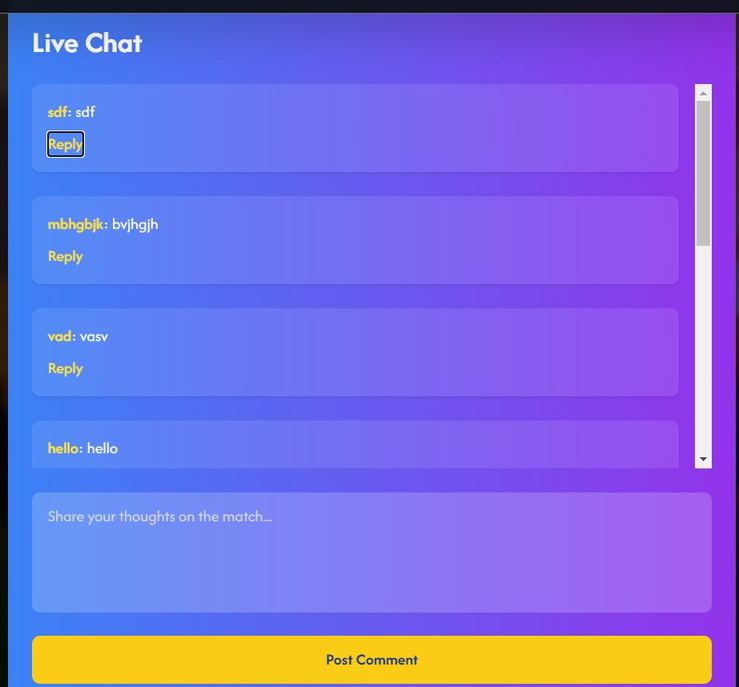 Live Chat
sdf: sdf
Reply
mbhgbjk: bvjhgjh
Reply
vad: vasv
Reply
hello: hello
Share your thoughts on the match...
Post Comment